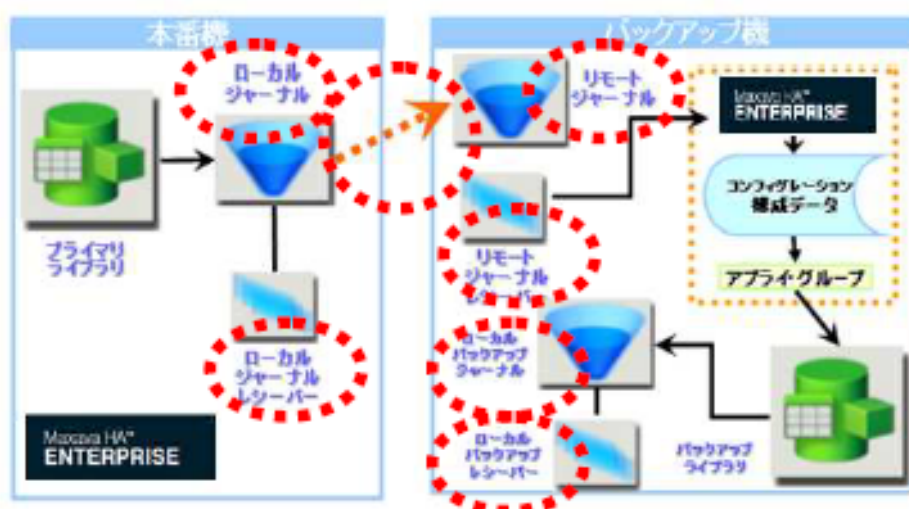 本番機
ローカル
ジャーナル
プライマリ
ライブラリ
ローカル
ジャーナル
レシーバー
Maxava HA™
ENTERPRISE
バックアップ機
リモート
ジャーナル
リモート
ジャーナル
レシーバー
Maxava HA™
ENTERPRISE
コンフィグレーション
構成データ
アプライ・グループ
ローカル
バックアップ
ジャーナル
ローカル
バックアップ
レシーバー
バックアップ
ライブラリ